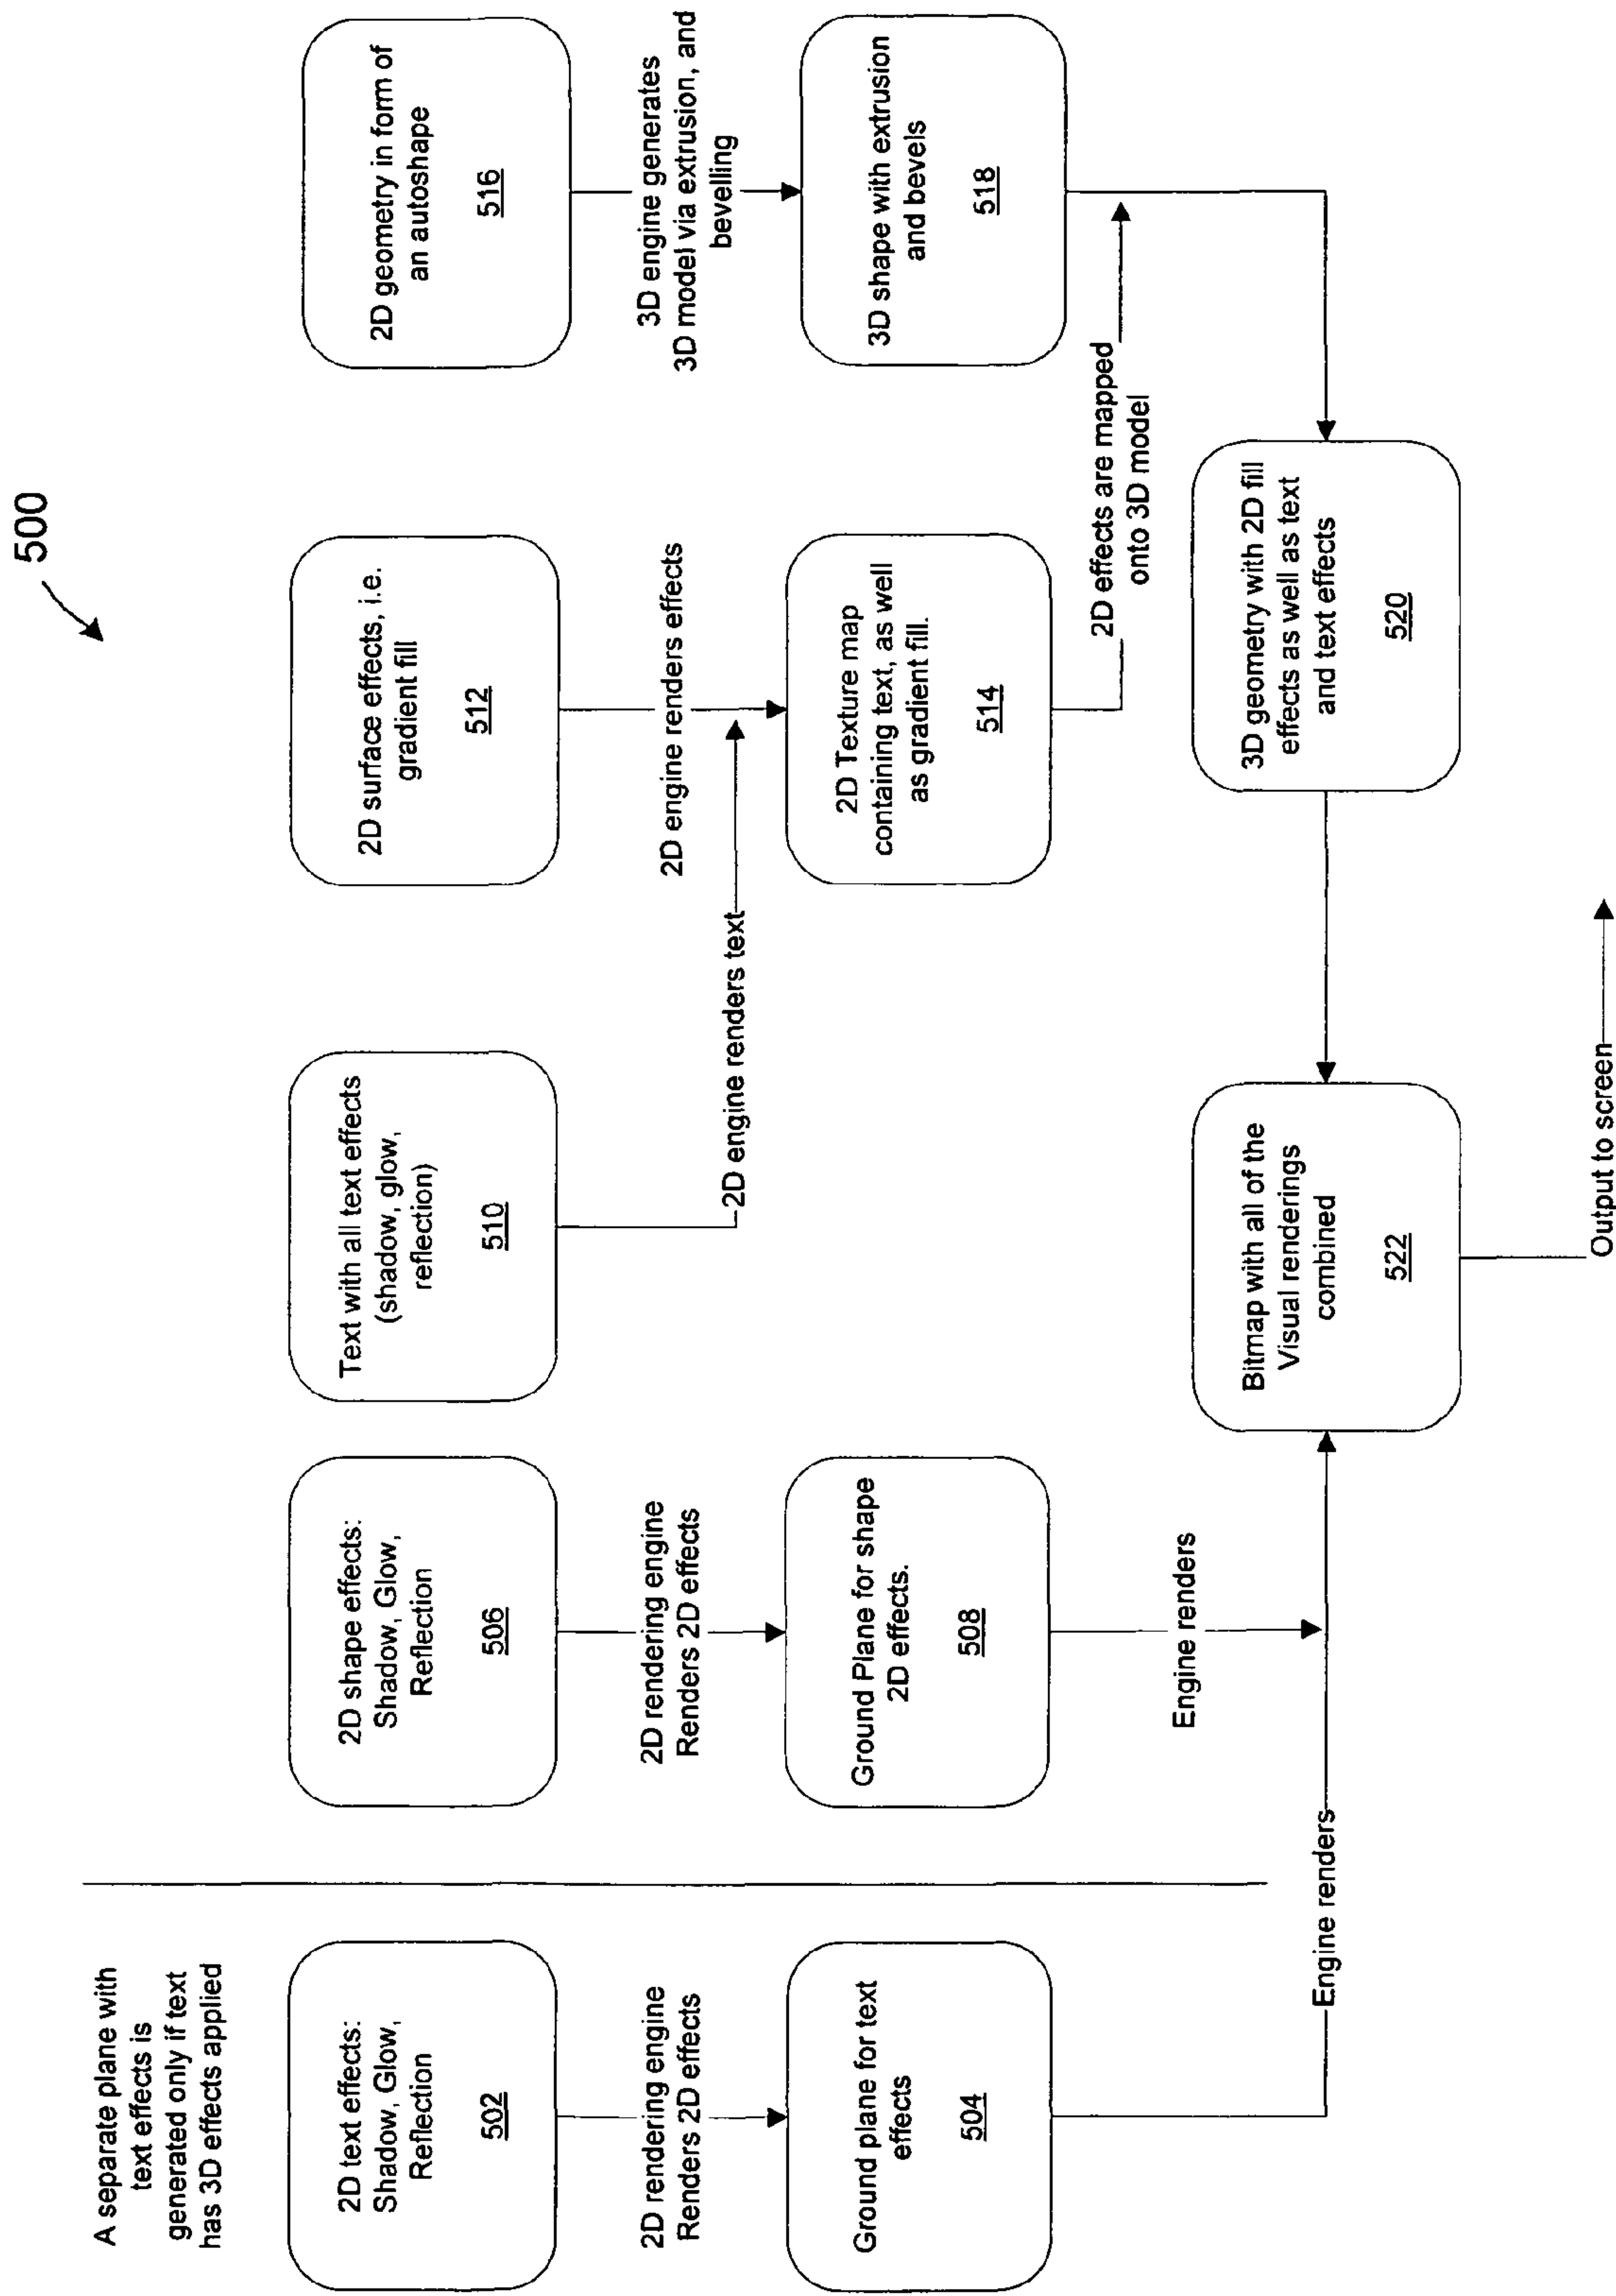 500
A separate plane with
text effects is
generated only if text
has 3D effects applied
2D text effects:
Shadow, Glow,
Reflection
502
2D rendering engine
Renders 2D effects
Ground plane for text
effects
504
Engine renders
2D shape effects:
Shadow, Glow,
Reflection
506
2D rendering engine
Renders 2D effects
Ground Plane for shape
2D effects.
508
Engine renders
Text with all text effects
(shadow, glow,
reflection)
510
2D engine renders text
2D surface effects, i.e.
gradient fill
512
2D engine renders effects
2D Texture map
containing text, as well
as gradient fill.
514
2D effects are mapped
onto 3D model
2D geometry in form of
an autoshape
516
3D engine generates
3D model via extrusion, and
bevelling
3D shape with extrusion
and bevels
518
3D geometry with 2D fill
effects as well as text
and text effects
520
Bitmap with all of the
Visual renderings
combined
522
Output to screen